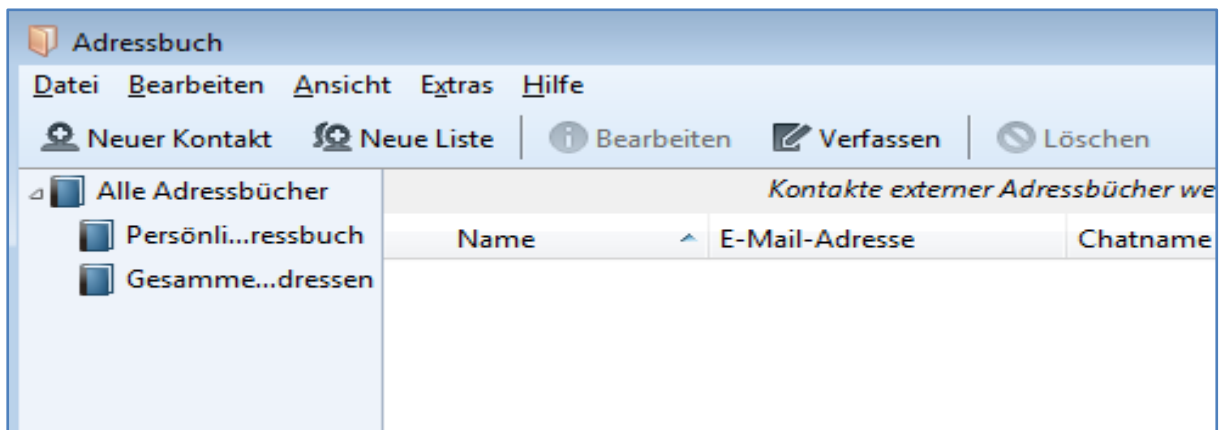 Adressbuch
Datei Bearbeiten Ansicht Extras Hilfe
Neuer Kontakt Neue Liste Bearbeiten Verfassen Löschen
Alle Adressbücher
Persönli...ressbuch
Gesamme...dressen
Kontakte externer Adressbücher we
Name E-Mail-Adresse Chatname